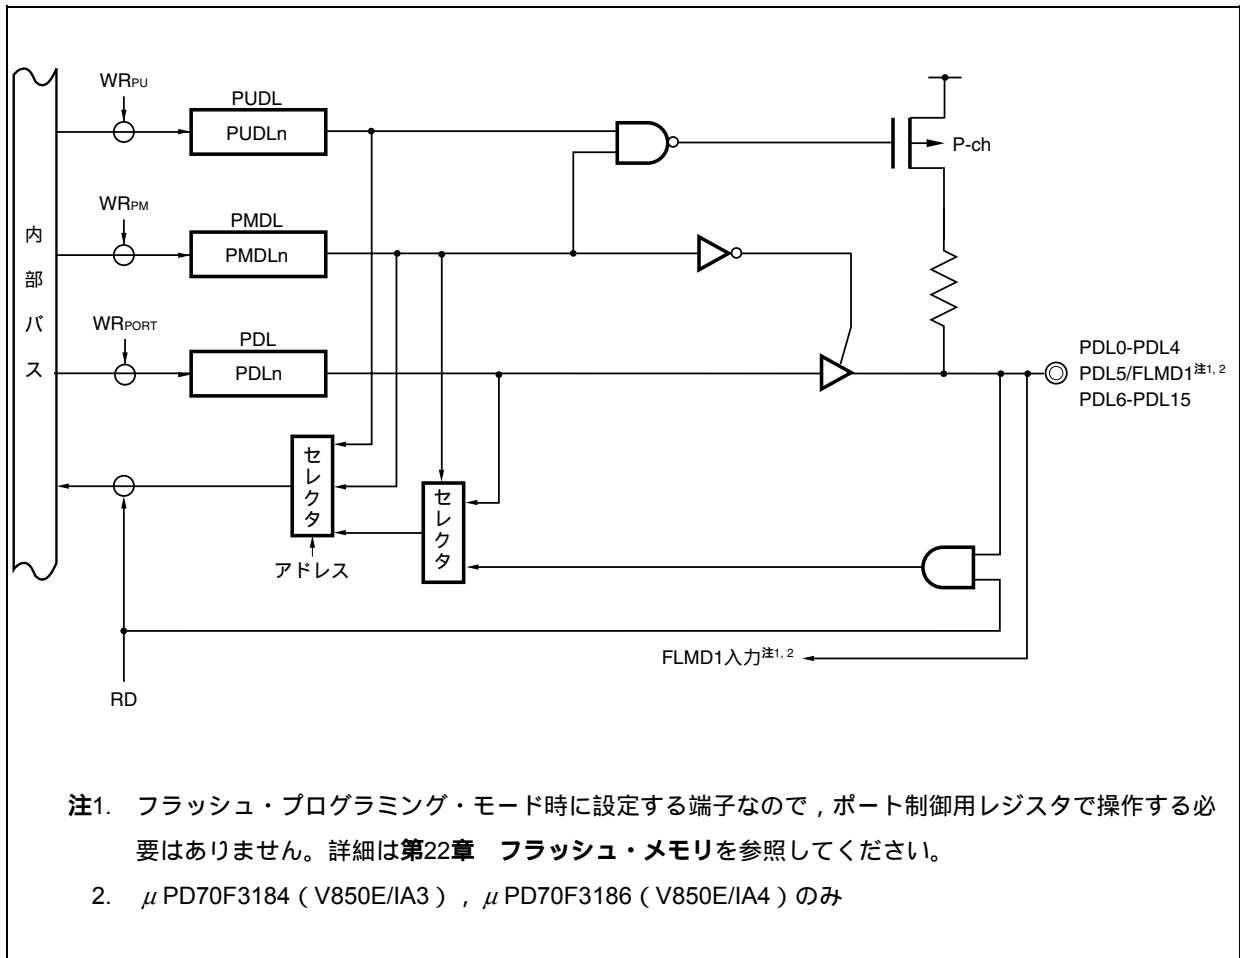 WRPU
PUDL
PUDLn
P-ch
WRPM
PMDL
PMDLn
内部バス
WRPORT
PDL
PDLn
PDL0-PDL4
PDL5/FLMD1注1, 2
PDL6-PDL15
セレクタ
セレクタ
アドレス
FLMD1入力注1, 2
RD
注1. フラッシュ・プログラミング・モード時に設定する端子なので，ポート制御用レジスタで操作する必
要はありません。詳細は第22章 フラッシュ・メモリを参照してください。
2. μPD70F3184（V850E/IA3），μPD70F3186（V850E/IA4）のみ